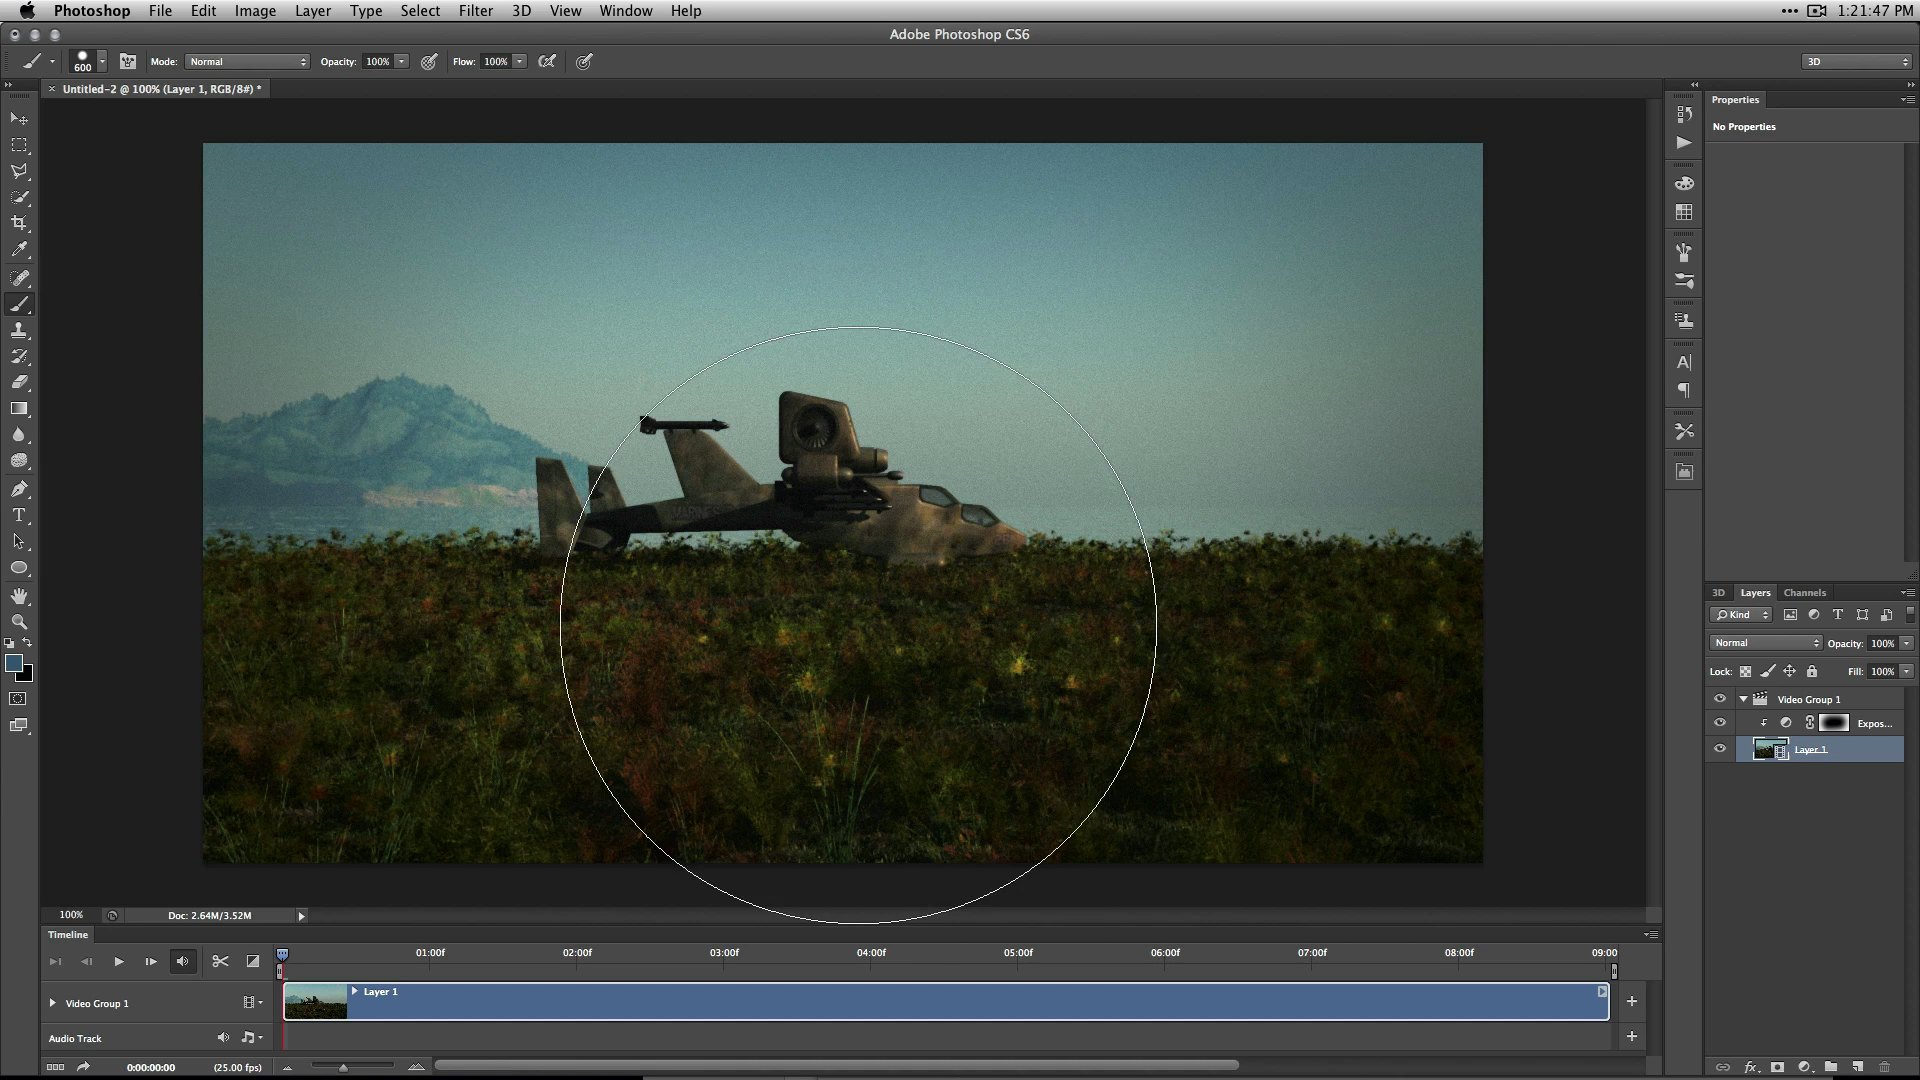 Photoshop File Edit Image Layer Type Select Filter 3D View Window Help 1:21:47 PM
Adobe Photoshop CS6
600 Mode: Normal Opacity: 100% Flow: 100% 3D
Untitled-2 @ 100% (Layer 1, RGB/8#) *
Properties
No Properties
MARINES
3D Layers Channels
Kind
Normal Opacity: 100%
Lock: Fill: 100%
Video Group 1
Expos...
Layer 1
100% Doc: 2.64M/3.52M
Timeline
01:00f 02:00f 03:00f 04:00f 05:00f 06:00f 07:00f 08:00f 09:00
Video Group 1 Layer 1
Audio Track
0:00:00:00 (25.00 fps)